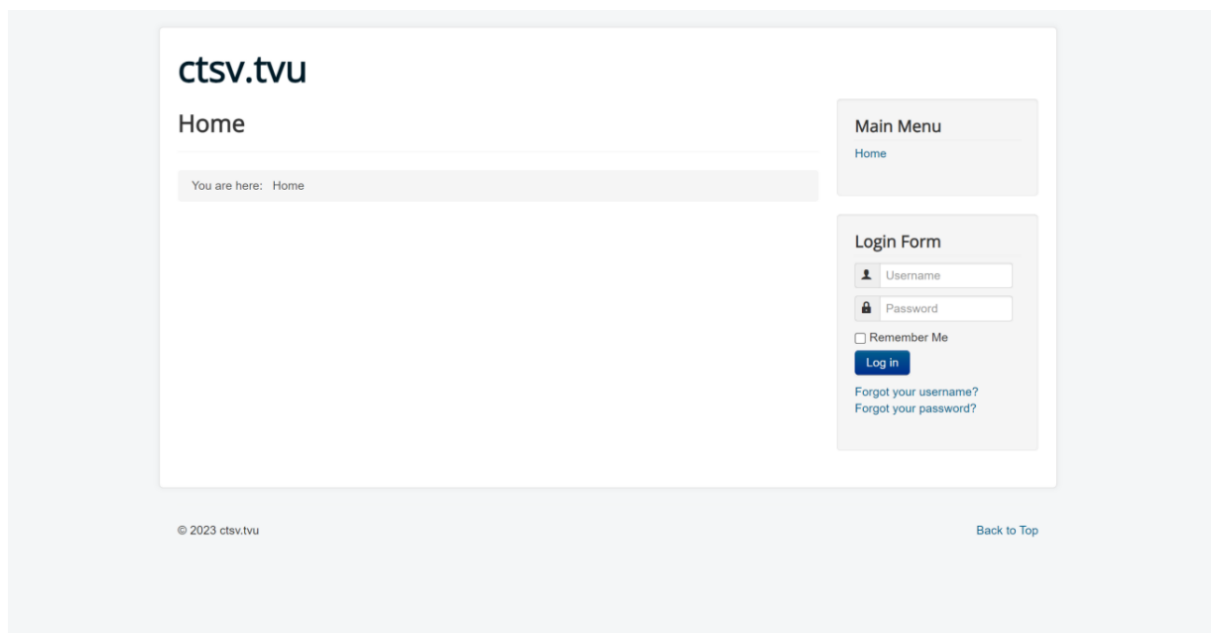 ctsv.tvu
Home
You are here: Home
Main Menu
Home
Login Form
Username
Password
Remember Me
Log in
Forgot your username?
Forgot your password?
© 2023 ctsv.tvu
Back to Top